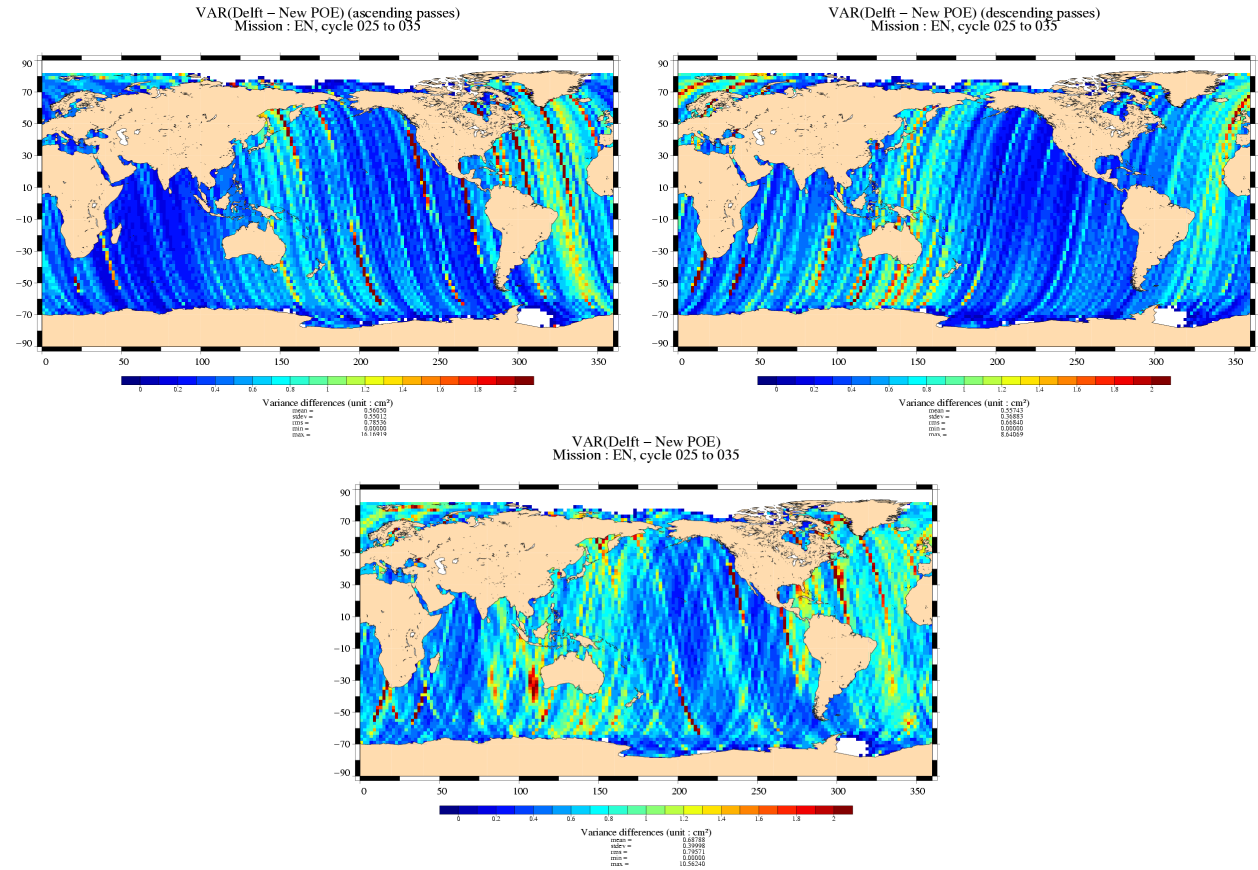 VAR(Delft – New POE) (ascending passes)
Mission : EN, cycle 025 to 035
90
70
50
30
10
−10
−30
−50
−70
−90
0 50 100 150 200 250 300 350
0 0.2 0.4 0.6 0.8 1 1.2 1.4 1.6 1.8 2
Variance differences (unit : cm²)
mean = 0.56050
stdev = 0.55012
rms = 0.78536
min = 0.00000
max = 16.16919
VAR(Delft – New POE) (descending passes)
Mission : EN, cycle 025 to 035
90
70
50
30
10
−10
−30
−50
−70
−90
0 50 100 150 200 250 300 350
0 0.2 0.4 0.6 0.8 1 1.2 1.4 1.6 1.8 2
Variance differences (unit : cm²)
mean = 0.55743
stdev = 0.36883
rms = 0.66840
min = 0.00000
max = 8.64069
VAR(Delft – New POE)
Mission : EN, cycle 025 to 035
90
70
50
30
10
−10
−30
−50
−70
−90
0 50 100 150 200 250 300 350
0 0.2 0.4 0.6 0.8 1 1.2 1.4 1.6 1.8 2
Variance differences (unit : cm²)
mean = 0.68788
stdev = 0.39998
rms = 0.79571
min = 0.00000
max = 10.56240